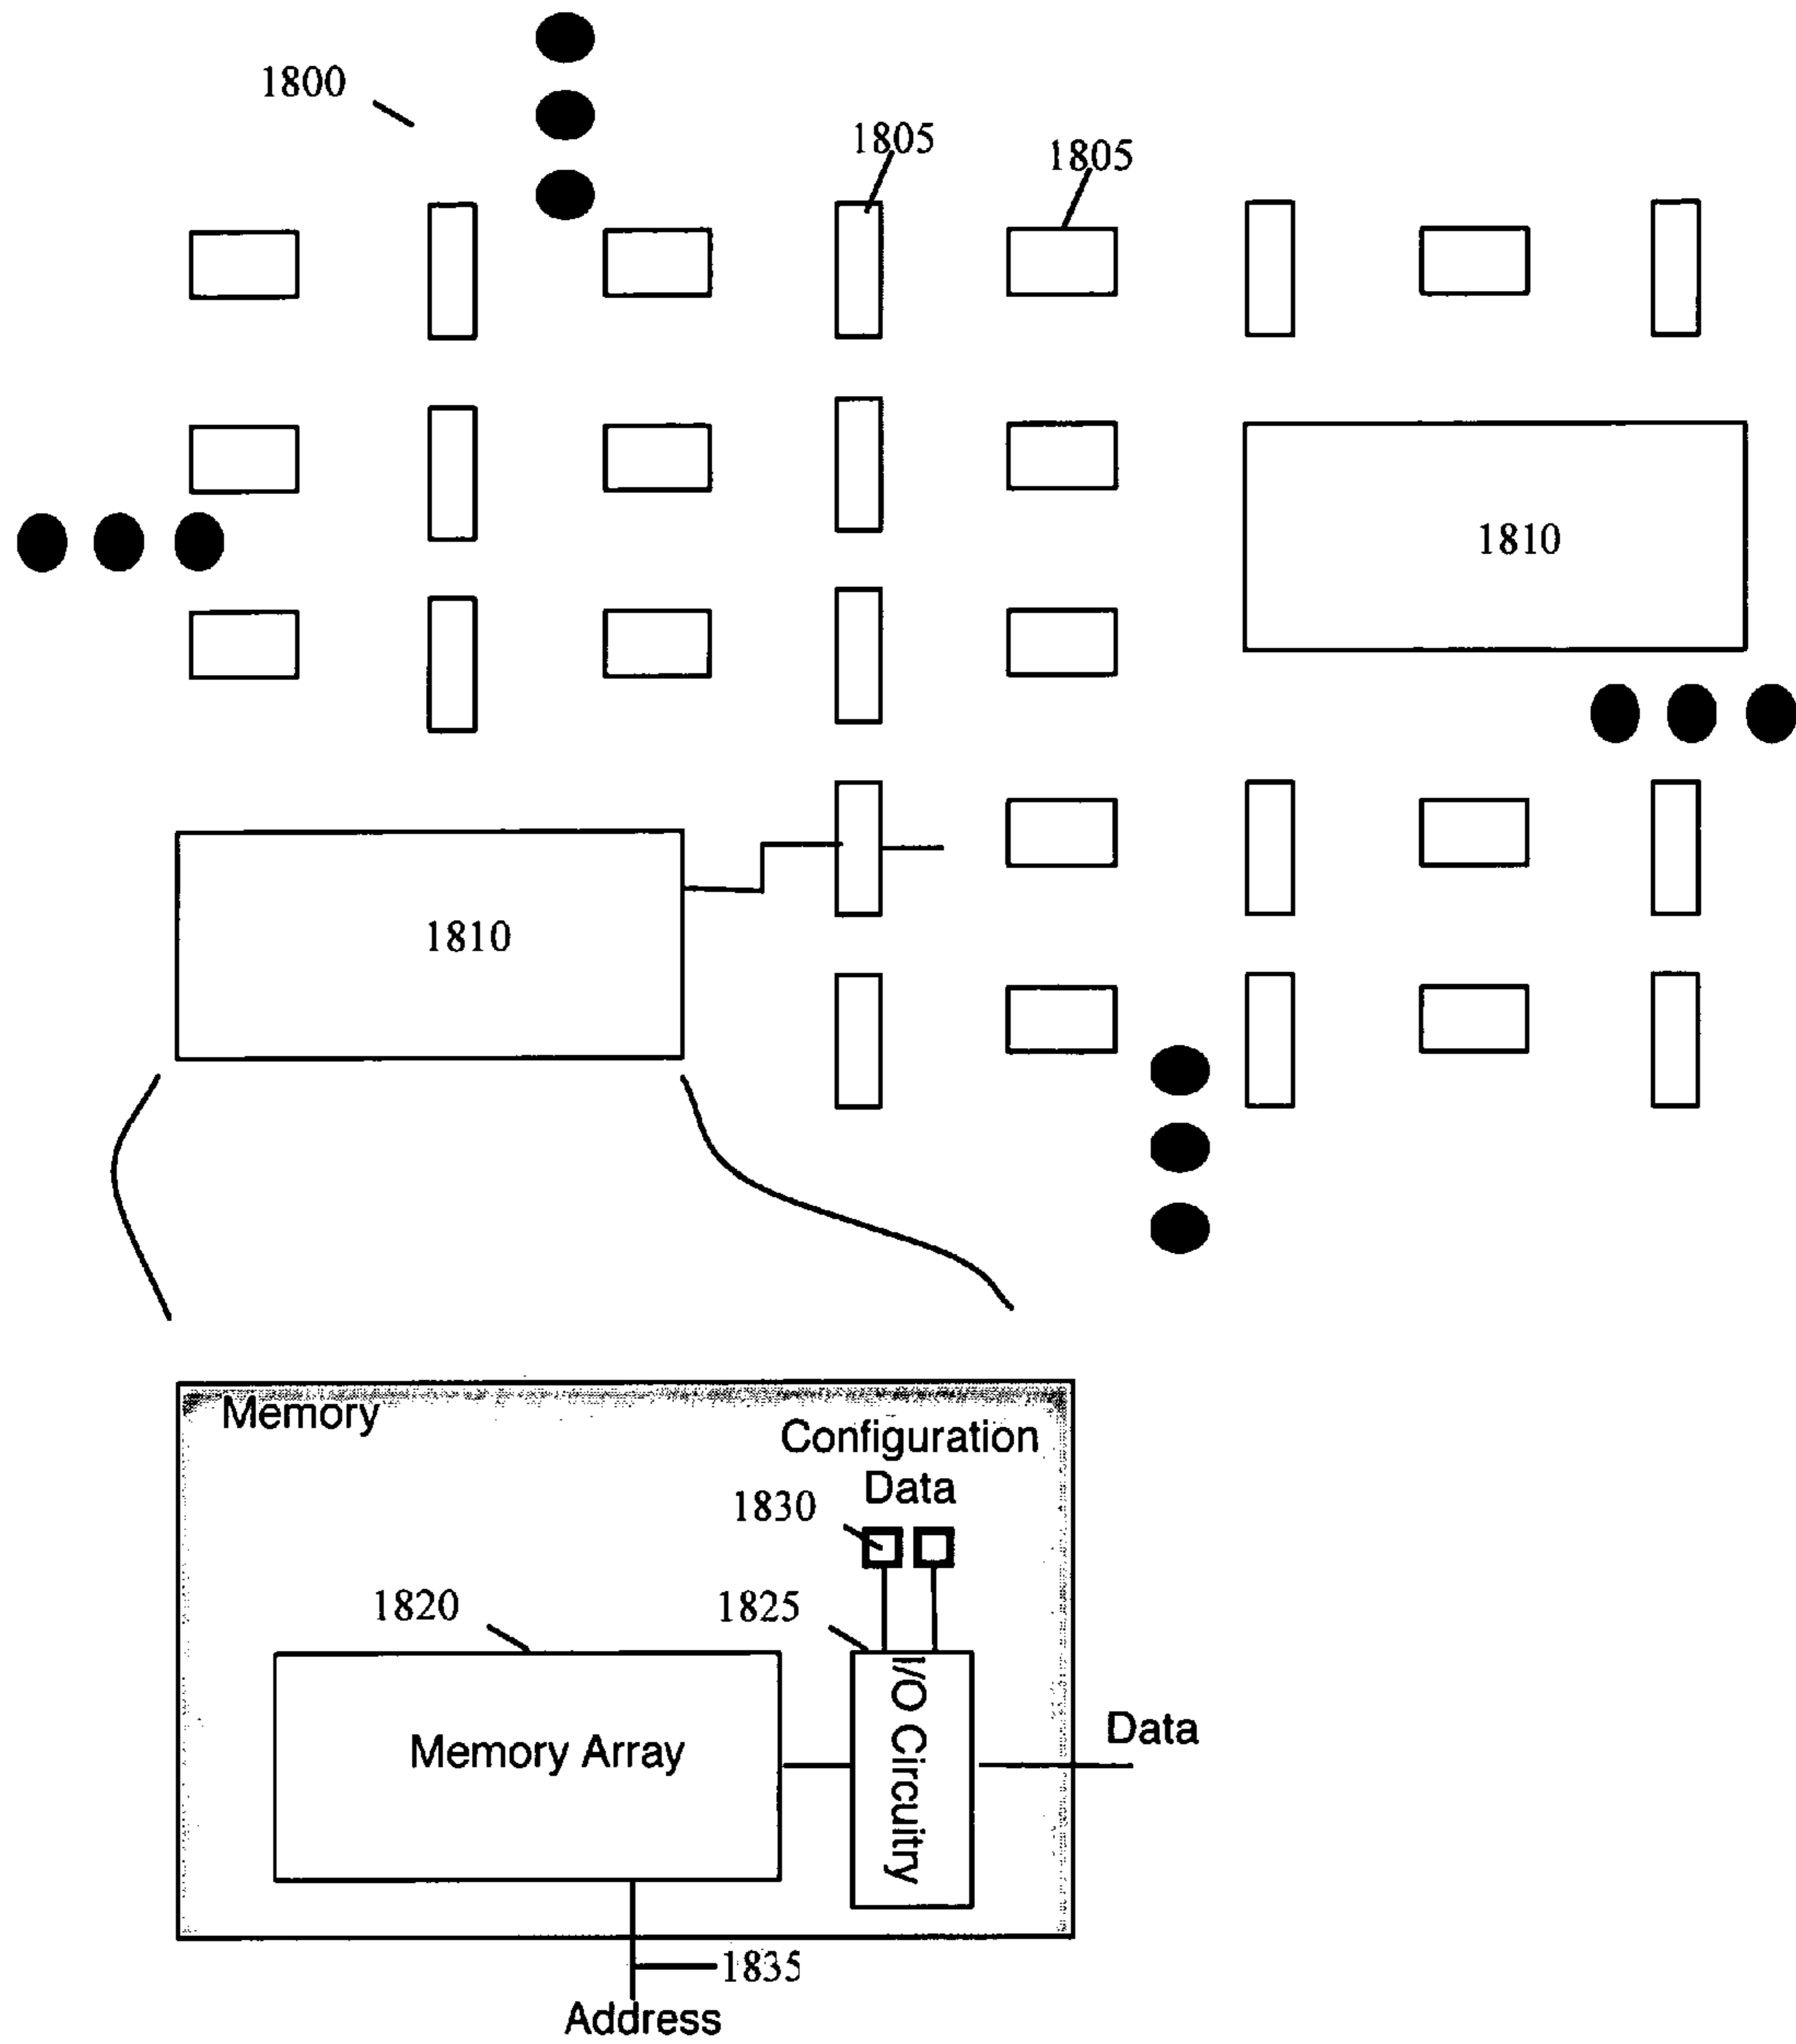 1800
1805
1805
1810
1810
Memory
Configuration
Data
1830
1820
1825
Memory Array
I/O Circuitry
Data
1835
Address